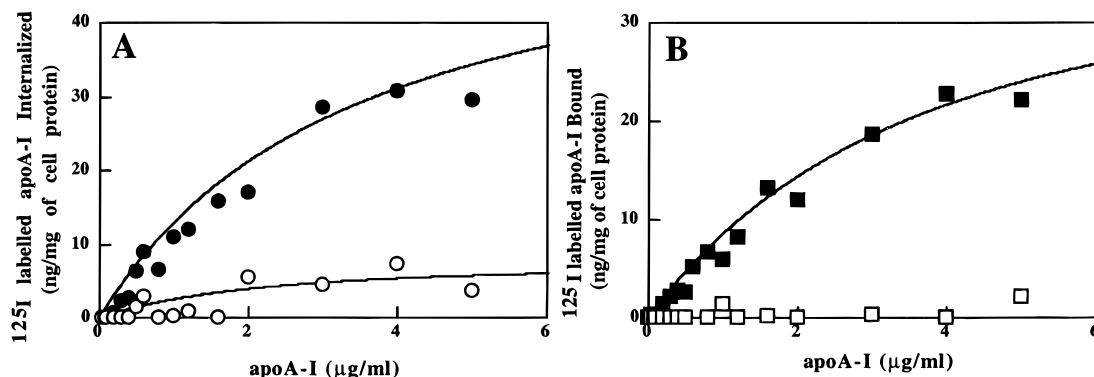 A
125I labelled apoA-I Internalized
(ng/mg of cell protein)
40
30
20
10
0
0 2 4 6
apoA-I (μg/ml)
B
125I labelled apoA-I Bound
(ng/mg of cell protein)
30
20
10
0
0 2 4 6
apoA-I (μg/ml)